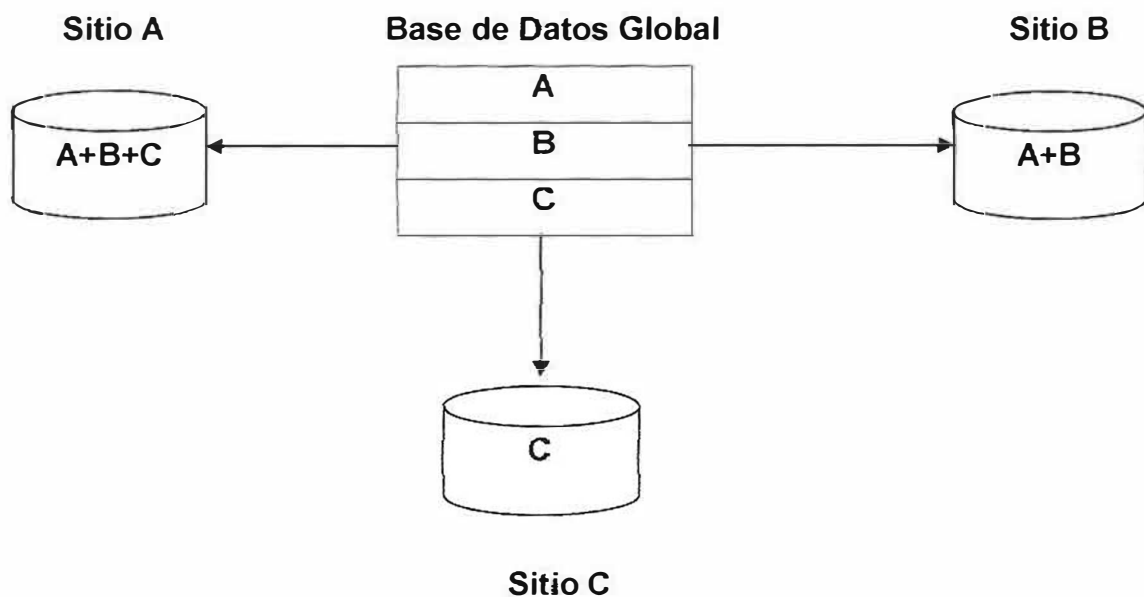 Sitio A
Base de Datos Global
Sitio B
A
A+B+C
B
A+B
C
C
Sitio C